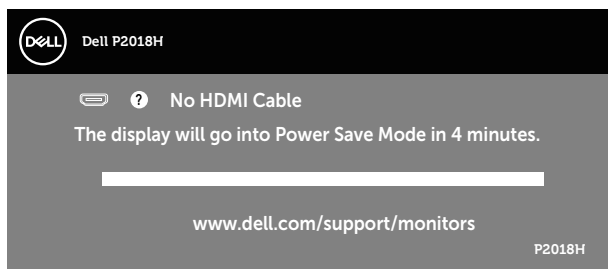 DELL Dell P2018H
? No HDMI Cable
The display will go into Power Save Mode in 4 minutes.
www.dell.com/support/monitors
P2018H